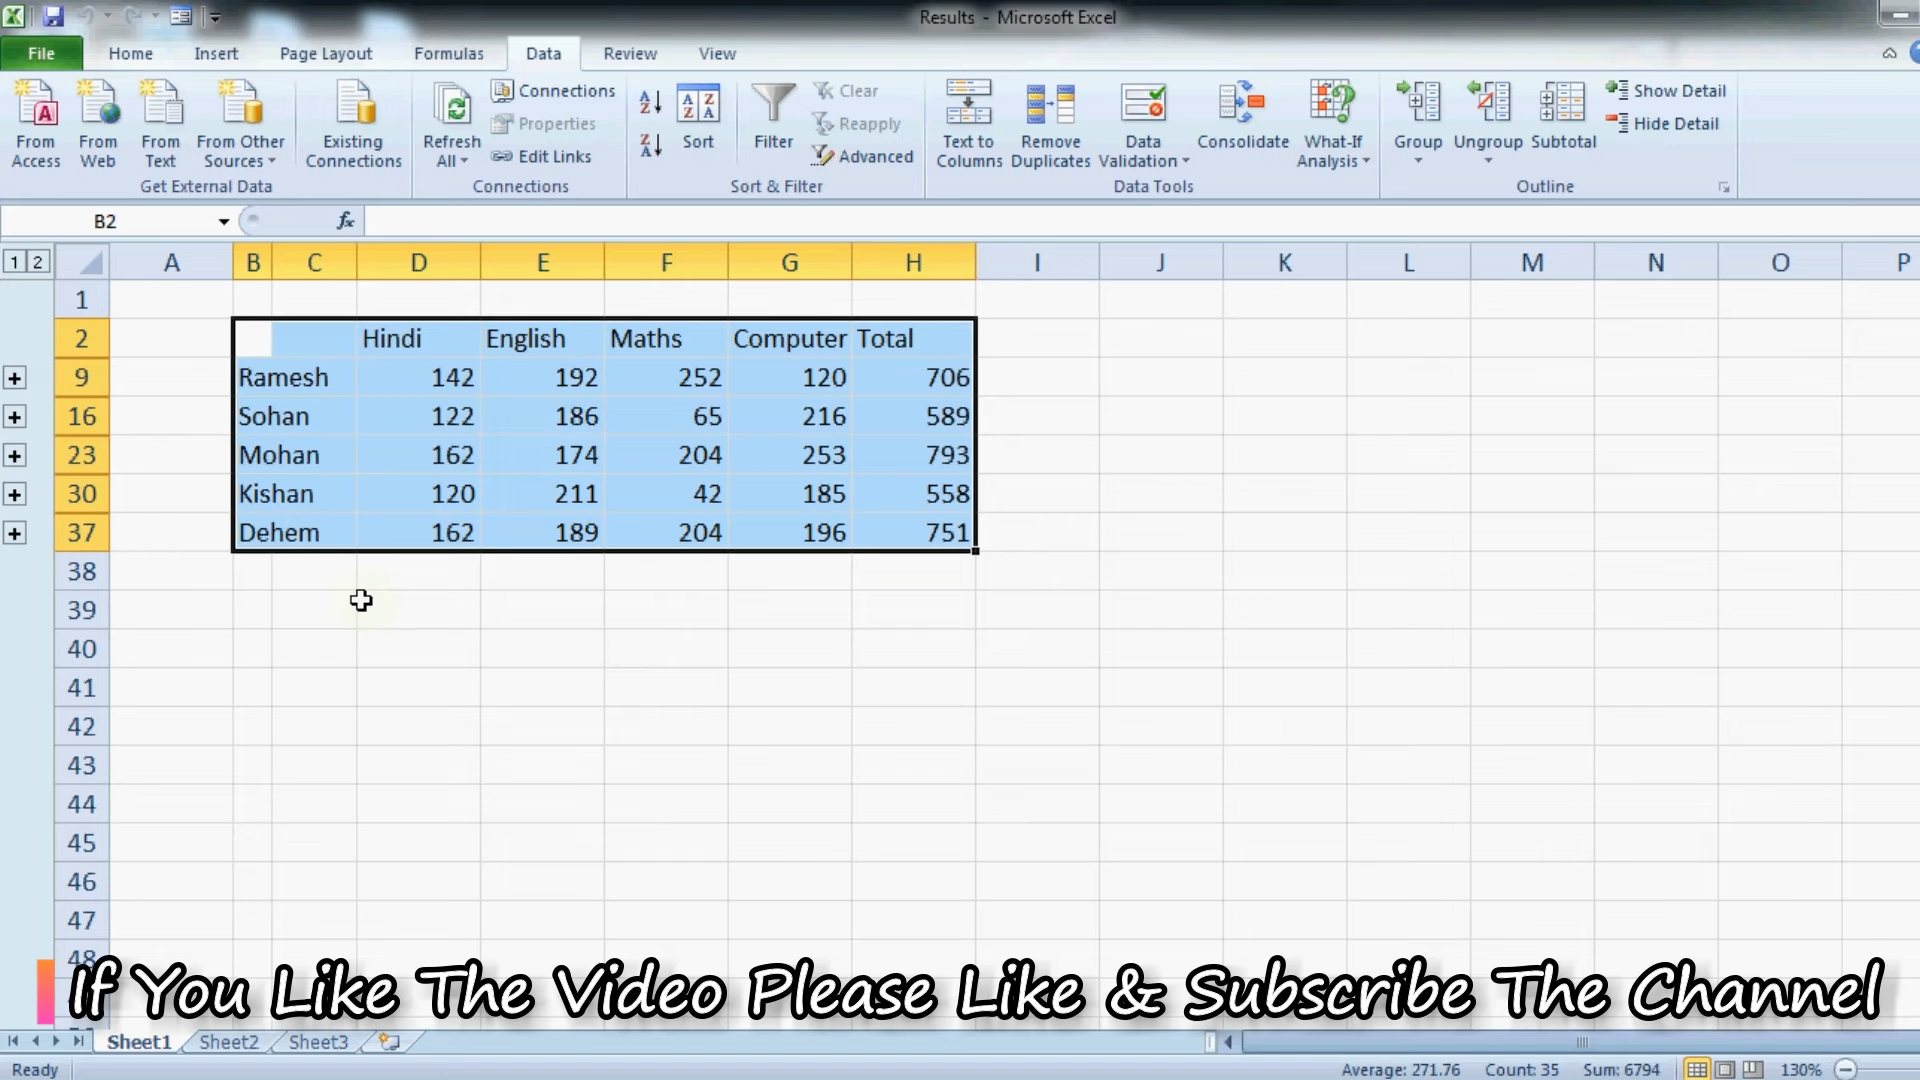 Results - Microsoft Excel
File Home Insert Page Layout Formulas Data Review View
From Access
From Web
From Text
From Other Sources
Existing Connections
Get External Data
Refresh All
Connections
Properties
Edit Links
Connections
Sort
Filter
Clear
Reapply
Advanced
Sort & Filter
Text to Columns
Remove Duplicates
Data Validation
Consolidate
What-If Analysis
Data Tools
Group
Ungroup
Subtotal
Show Detail
Hide Detail
Outline
B2 fx
1 2 A B C D E F G H I J K L M N O P
1
2 Hindi English Maths Computer Total
9 Ramesh 142 192 252 120 706
16 Sohan 122 186 65 216 589
23 Mohan 162 174 204 253 793
30 Kishan 120 211 42 185 558
37 Dehem 162 189 204 196 751
38
39
40
41
42
43
44
45
46
47
48
If You Like The Video Please Like & Subscribe The Channel
Sheet1 Sheet2 Sheet3
Ready Average: 271.76 Count: 35 Sum: 6794 130%